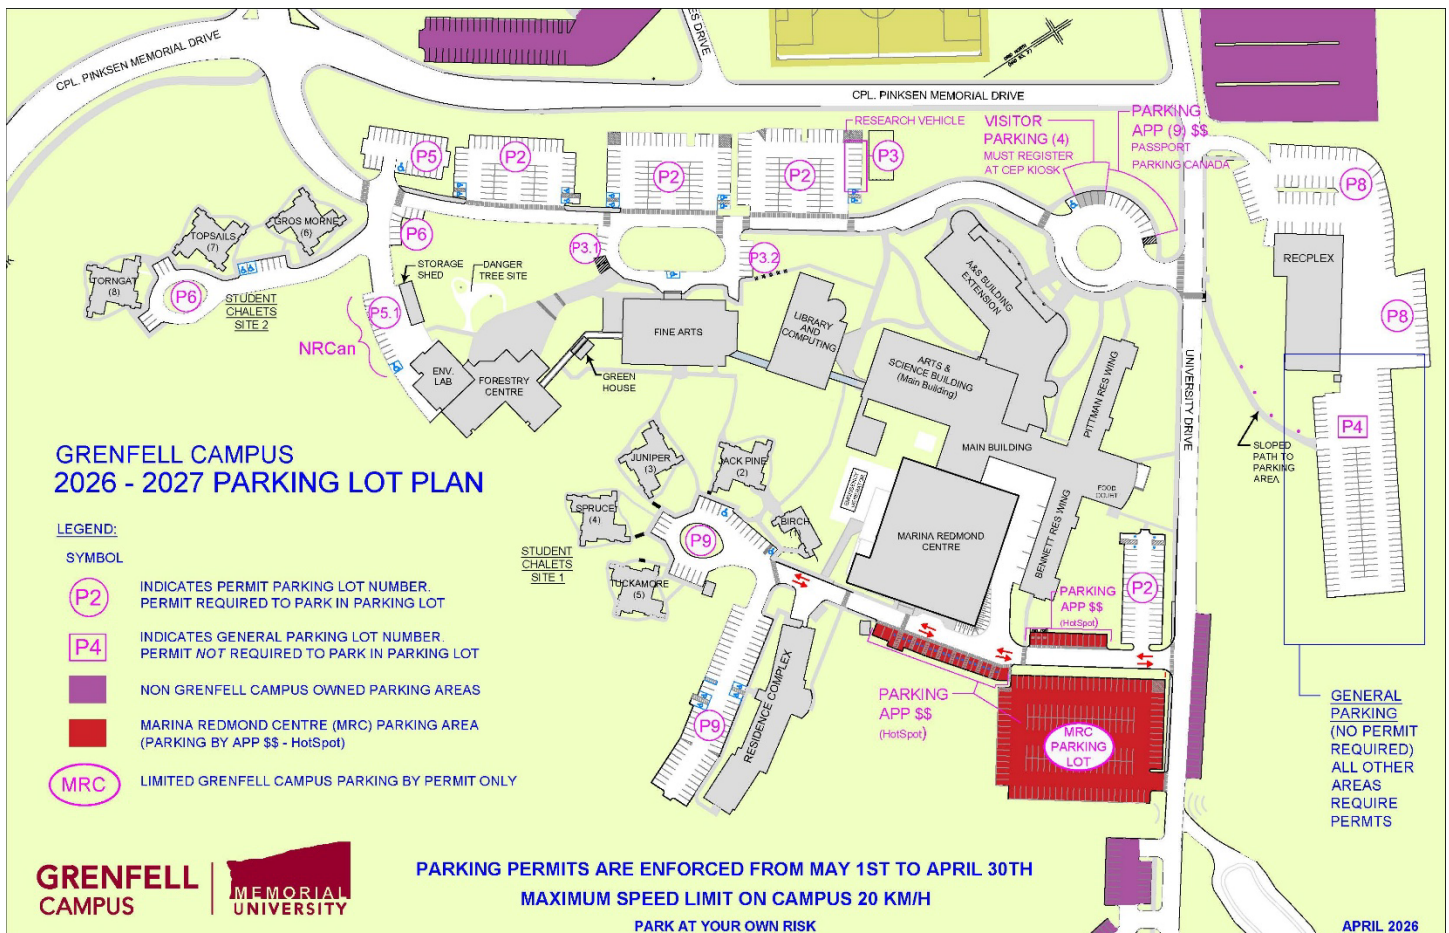 CPL. PINKSEN MEMORIAL DRIVE
ES DRIVE
CPL. PINKSEN MEMORIAL DRIVE
GRID NORTH
RESEARCH VEHICLE
VISITOR
PARKING (4)
MUST REGISTER
AT CEP KIOSK
PARKING
APP (9) $$
PASSPORT
PARKING CANADA
P5
P2
P2
P2
P3
P8
P6
P3.1
P3.2
GROS MORNE
(6)
TOPSAILS
(7)
TORNGAT
(8)
P6
STUDENT
CHALETS
SITE 2
STORAGE
SHED
DANGER
TREE SITE
P5.1
NRCan
ENV.
LAB
FORESTRY
CENTRE
GREEN
HOUSE
FINE ARTS
LIBRARY
AND
COMPUTING
A&S BUILDING
EXTENSION
ARTS &
SCIENCE BUILDING
(Main Building)
MAIN BUILDING
PITTMAN RES WING
BENNETT RES WING
FOOD
COURT
UNIVERSITY DRIVE
RECPLEX
P8
P4
SLOPED
PATH TO
PARKING
AREA
GRENFELL CAMPUS
2026 - 2027 PARKING LOT PLAN
LEGEND:
SYMBOL
P2
INDICATES PERMIT PARKING LOT NUMBER.
PERMIT REQUIRED TO PARK IN PARKING LOT
P4
INDICATES GENERAL PARKING LOT NUMBER.
PERMIT NOT REQUIRED TO PARK IN PARKING LOT
NON GRENFELL CAMPUS OWNED PARKING AREAS
MARINA REDMOND CENTRE (MRC) PARKING AREA
(PARKING BY APP $$ - HotSpot)
MRC
LIMITED GRENFELL CAMPUS PARKING BY PERMIT ONLY
JUNIPER
(3)
JACK PINE
(2)
SPRUCE
(4)
BIRCH
(1)
TUCKAMORE
(5)
P9
STUDENT
CHALETS
SITE 1
EMERGENCY
GENERATOR
MARINA REDMOND
CENTRE
PARKING
APP $$
(HotSpot)
P2
P9
RESIDENCE COMPLEX
PARKING
APP $$
(HotSpot)
MRC
PARKING
LOT
GENERAL
PARKING
(NO PERMIT
REQUIRED)
ALL OTHER
AREAS
REQUIRE
PERMTS
GRENFELL
CAMPUS
MEMORIAL
UNIVERSITY
PARKING PERMITS ARE ENFORCED FROM MAY 1ST TO APRIL 30TH
MAXIMUM SPEED LIMIT ON CAMPUS 20 KM/H
PARK AT YOUR OWN RISK
APRIL 2026